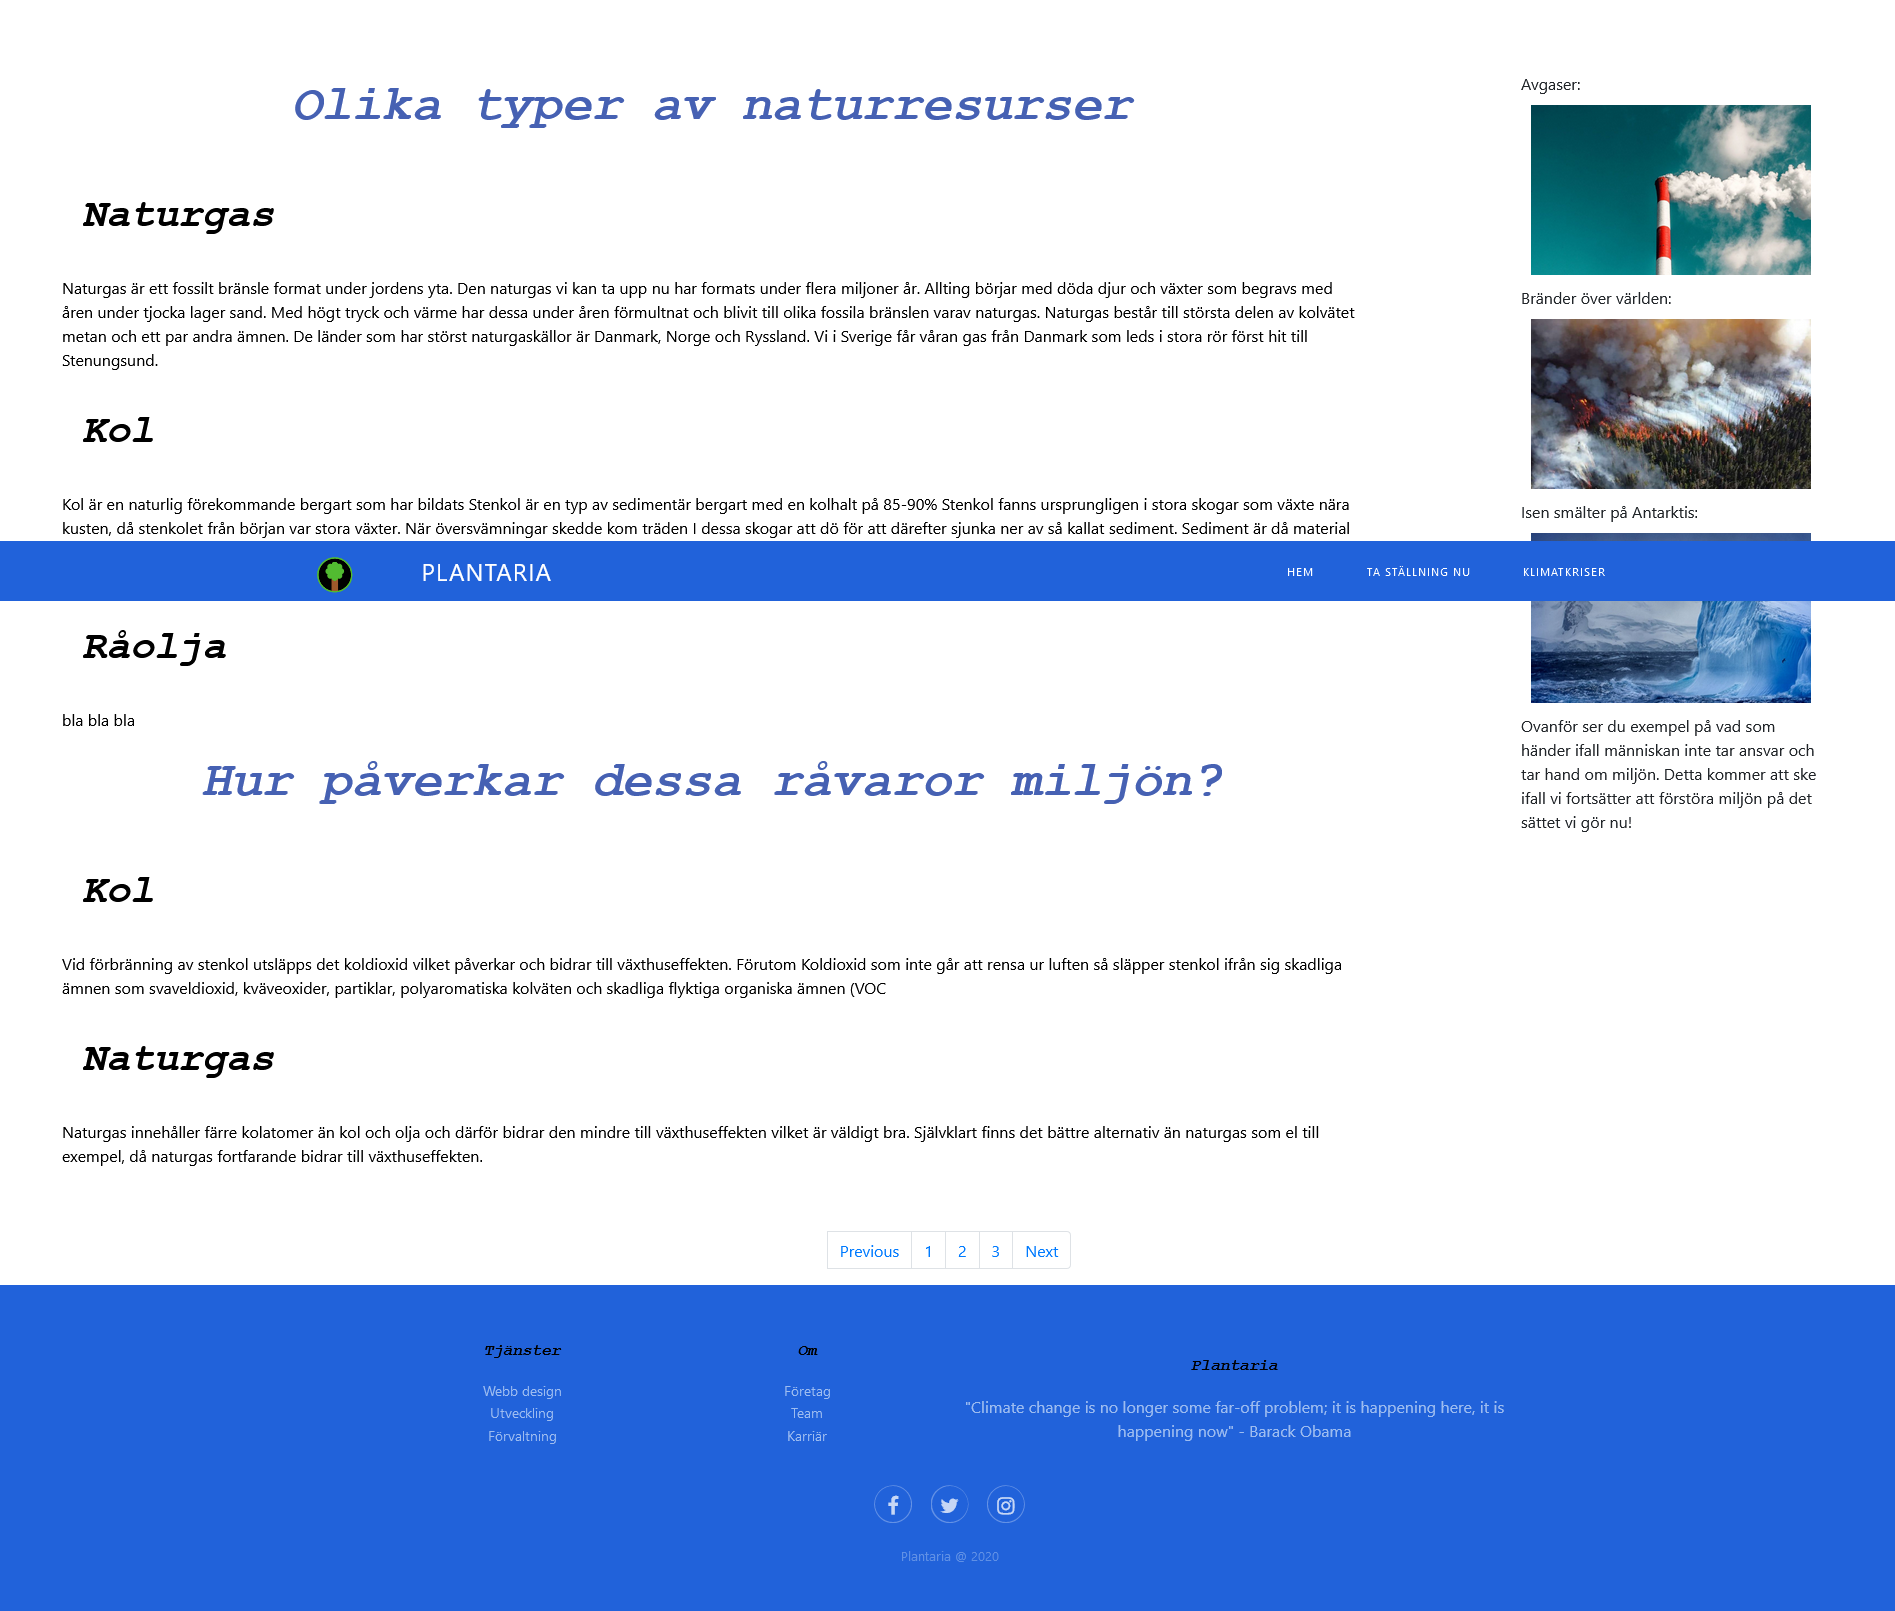 Olika typer av naturresurser
Naturgas
Naturgas är ett fossilt bränsle format under jordens yta. Den naturgas vi kan ta upp nu har formats under flera miljoner år. Allting börjar med döda djur och växter som begravs med
åren under tjocka lager sand. Med högt tryck och värme har dessa under åren förmultnat och blivit till olika fossila bränslen varav naturgas. Naturgas består till största delen av kolvätet
metan och ett par andra ämnen. De länder som har störst naturgaskällor är Danmark, Norge och Ryssland. Vi i Sverige får våran gas från Danmark som leds i stora rör först hit till
Stenungsund.
Kol
Kol är en naturlig förekommande bergart som har bildats Stenkol är en typ av sedimentär bergart med en kolhalt på 85-90% Stenkol fanns ursprungligen i stora skogar som växte nära
kusten, då stenkolet från början var stora växter. När översvämningar skedde kom träden I dessa skogar att dö för att därefter sjunka ner av så kallat sediment. Sediment är då material
PLANTARIA
HEM
TA STÄLLNING NU
KLIMATKRISER
Råolja
bla bla bla
Hur påverkar dessa råvaror miljön?
Kol
Vid förbränning av stenkol utsläpps det koldioxid vilket påverkar och bidrar till växthuseffekten. Förutom Koldioxid som inte går att rensa ur luften så släpper stenkol ifrån sig skadliga
ämnen som svaveldioxid, kväveoxider, partiklar, polyaromatiska kolväten och skadliga flyktiga organiska ämnen (VOC
Naturgas
Naturgas innehåller färre kolatomer än kol och olja och därför bidrar den mindre till växthuseffekten vilket är väldigt bra. Självklart finns det bättre alternativ än naturgas som el till
exempel, då naturgas fortfarande bidrar till växthuseffekten.
Avgaser:
Bränder över världen:
Isen smälter på Antarktis:
Ovanför ser du exempel på vad som
händer ifall människan inte tar ansvar och
tar hand om miljön. Detta kommer att ske
ifall vi fortsätter att förstöra miljön på det
sättet vi gör nu!
Previous 1 2 3 Next
Tjänster
Webb design
Utveckling
Förvaltning
Om
Företag
Team
Karriär
Plantaria
"Climate change is no longer some far-off problem; it is happening here, it is
happening now" - Barack Obama
Plantaria @ 2020